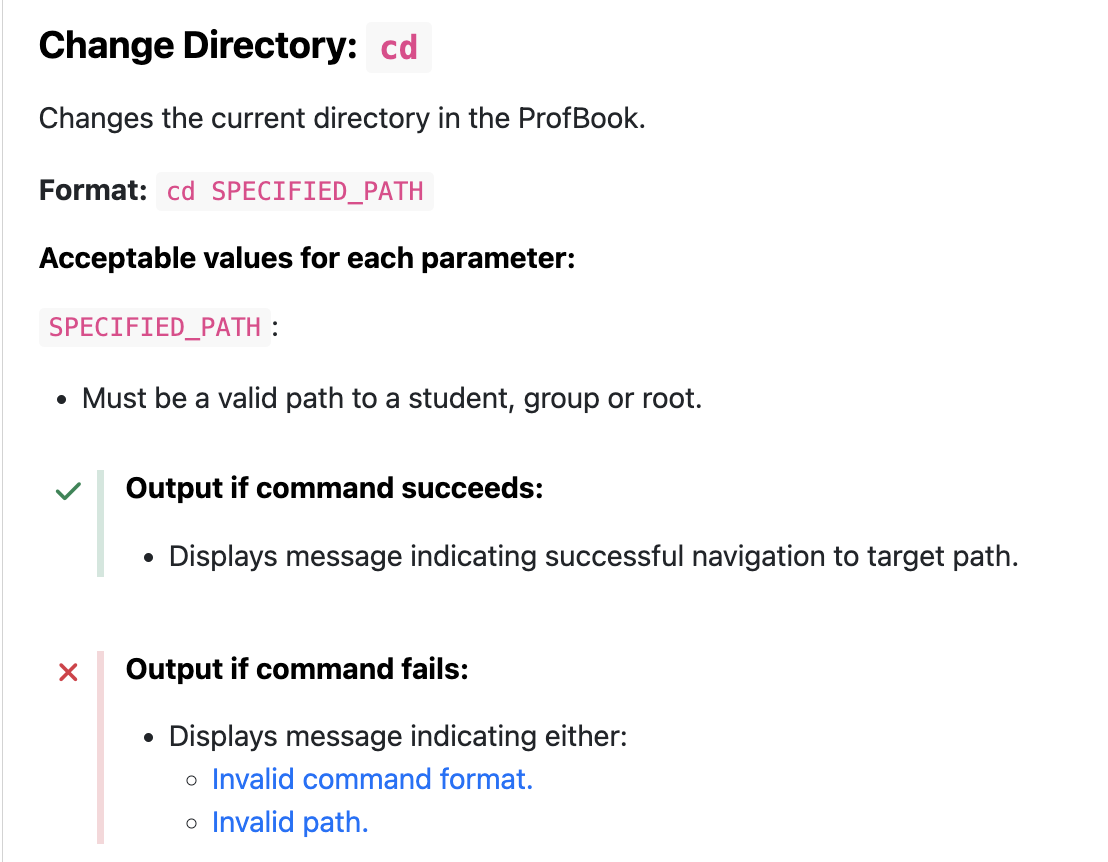 Change Directory: cd
Changes the current directory in the ProfBook.
Format: cd SPECIFIED_PATH
Acceptable values for each parameter:
SPECIFIED_PATH:
Must be a valid path to a student, group or root.
Output if command succeeds:
Displays message indicating successful navigation to target path.
Output if command fails:
Displays message indicating either:
Invalid command format.
Invalid path.